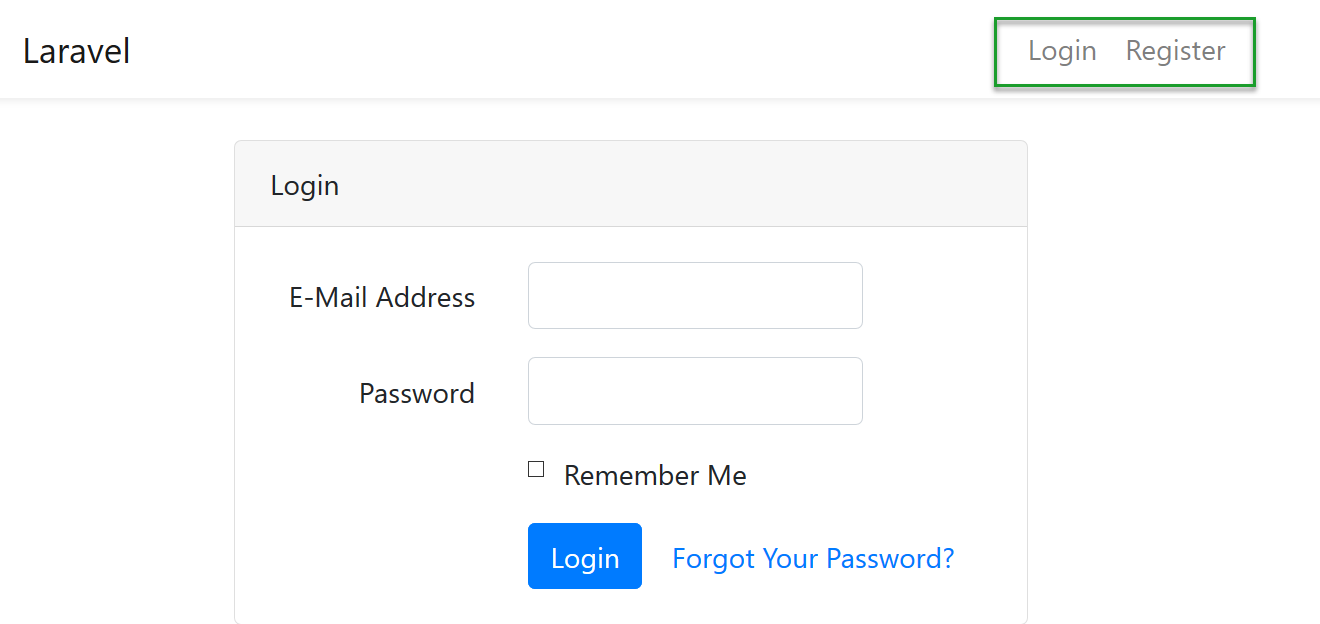 Laravel
Login Register
Login
E-Mail Address
Password
Remember Me
Login Forgot Your Password?